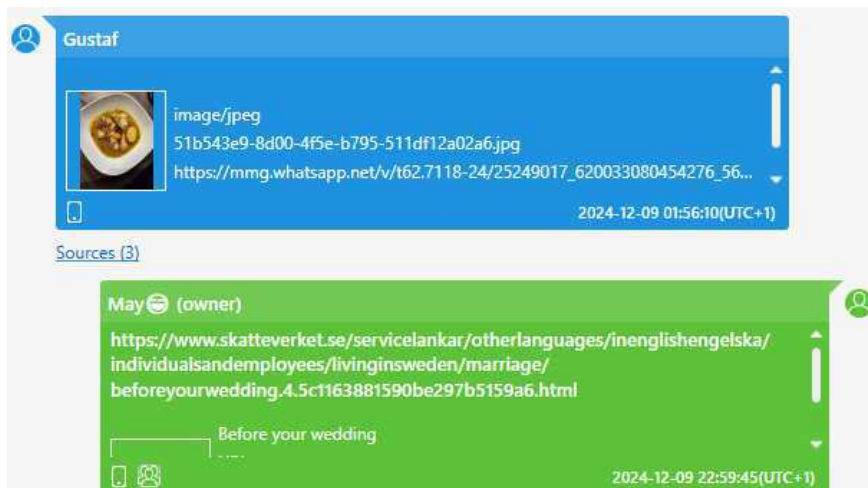 Gustaf
image/jpeg
51b543e9-8d00-4f5e-b795-511df12a02a6.jpg
https://mmg.whatsapp.net/v/t62.7118-24/25249017_620033080454276_56...
2024-12-09 01:56:10(UTC+1)
Sources (3)
May😄 (owner)
https://www.skatteverket.se/servicelankar/otherlanguages/inenglishengelska/
individualsandemployees/livinginsweden/marriage/
beforeyourwedding.4.5c1163881590be297b5159a6.html
Before your wedding
2024-12-09 22:59:45(UTC+1)